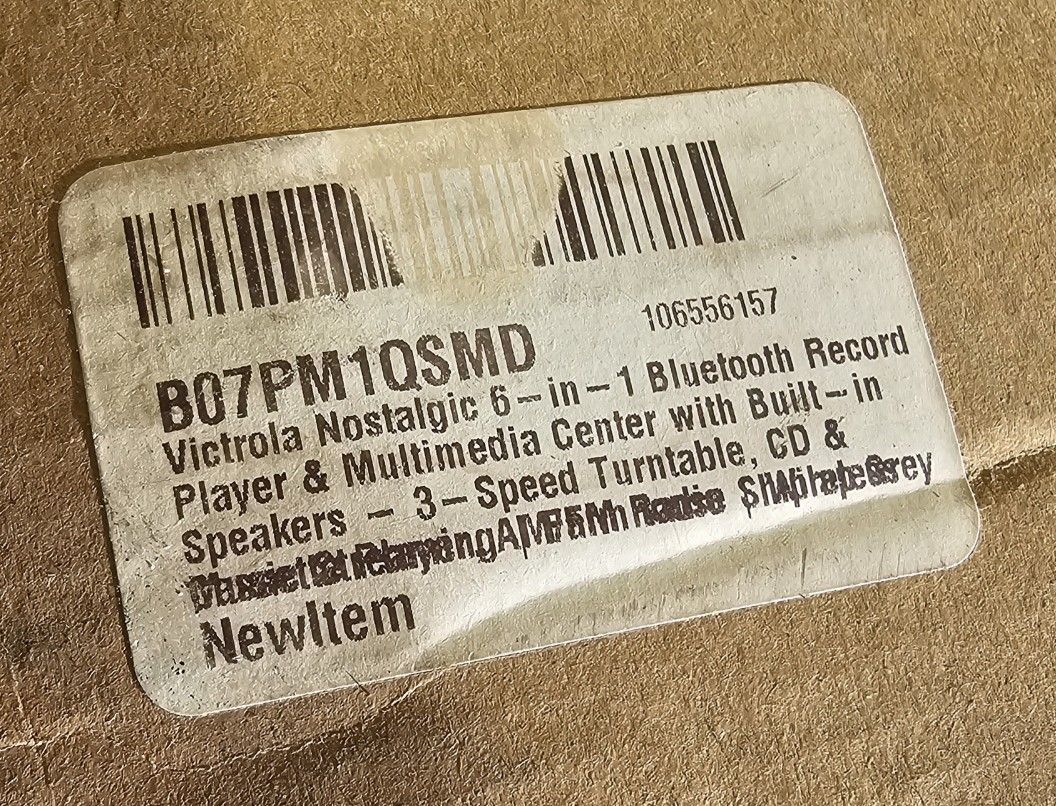 106556157
B07PM1QSMD
Victrola Nostalgic 6-in-1 Bluetooth Record
Player & Multimedia Center with Built-in
Speakers - 3-Speed Turntable, CD &
NewItem